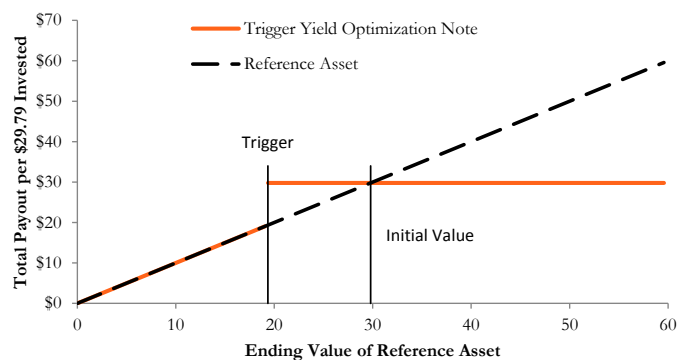 $70
Trigger Yield Optimization Note
$60
Reference Asset
$50
$40
Trigger
$30
Initial Value
$20
$10
$0
0 10 20 30 40 50 60
Total Payout per $29.79 Invested
Ending Value of Reference Asset